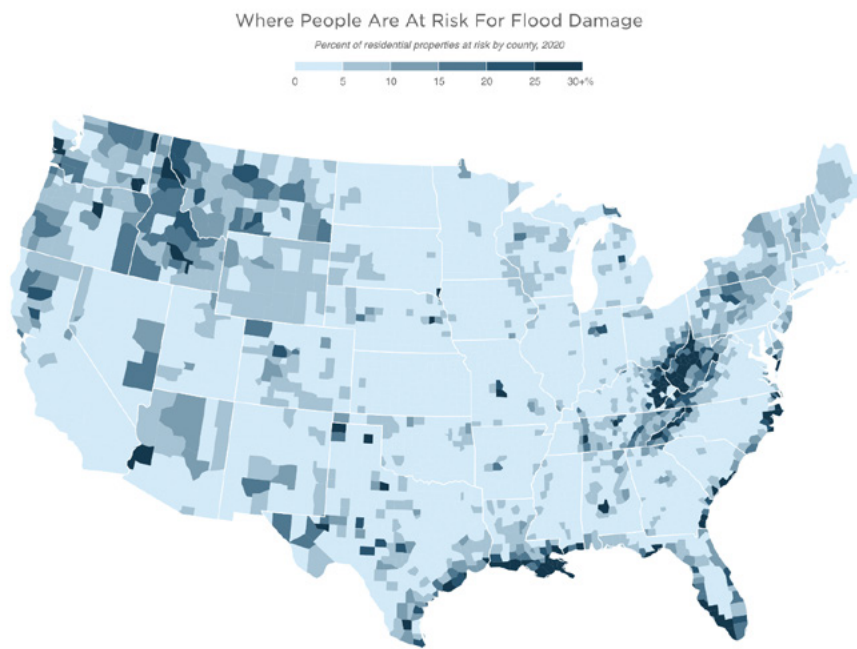 Where People Are At Risk For Flood Damage
Percent of residential properties at risk by county, 2020
0 5 10 15 20 25 30+%